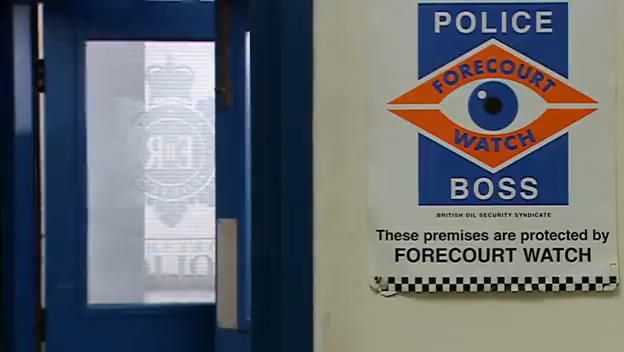 POLICE
FORECOURT
WATCH
BOSS
BRITISH OIL SECURITY SYNDICATE
These premises are protected by
FORECOURT WATCH